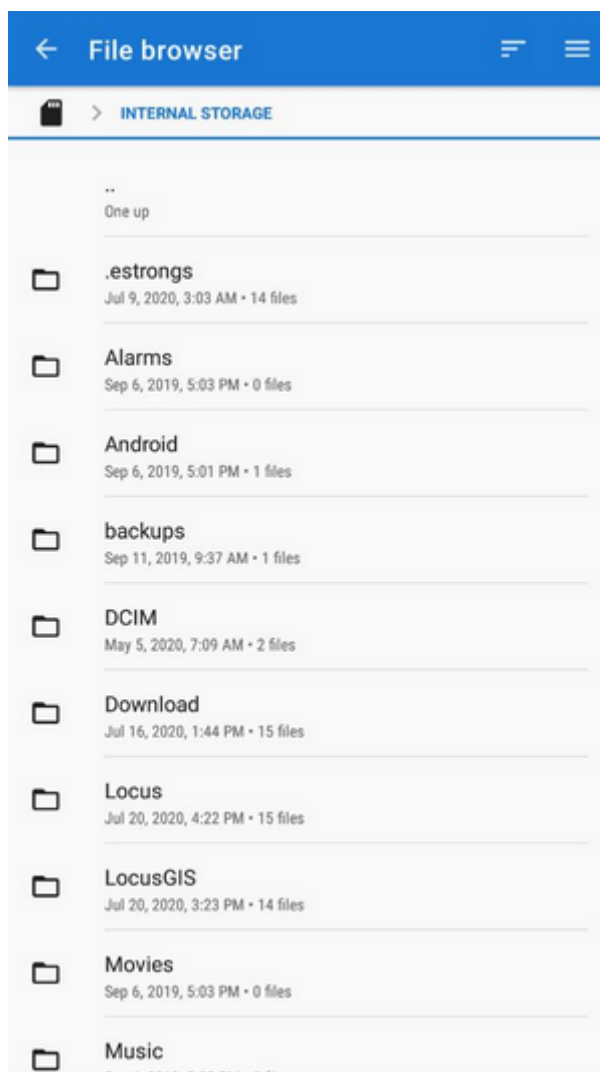 File browser
INTERNAL STORAGE
..
One up
.estrongs
Jul 9, 2020, 3:03 AM • 14 files
Alarms
Sep 6, 2019, 5:03 PM • 0 files
Android
Sep 6, 2019, 5:01 PM • 1 files
backups
Sep 11, 2019, 9:37 AM • 1 files
DCIM
May 5, 2020, 7:09 AM • 2 files
Download
Jul 16, 2020, 1:44 PM • 15 files
Locus
Jul 20, 2020, 4:22 PM • 15 files
LocusGIS
Jul 20, 2020, 3:23 PM • 14 files
Movies
Sep 6, 2019, 5:03 PM • 0 files
Music